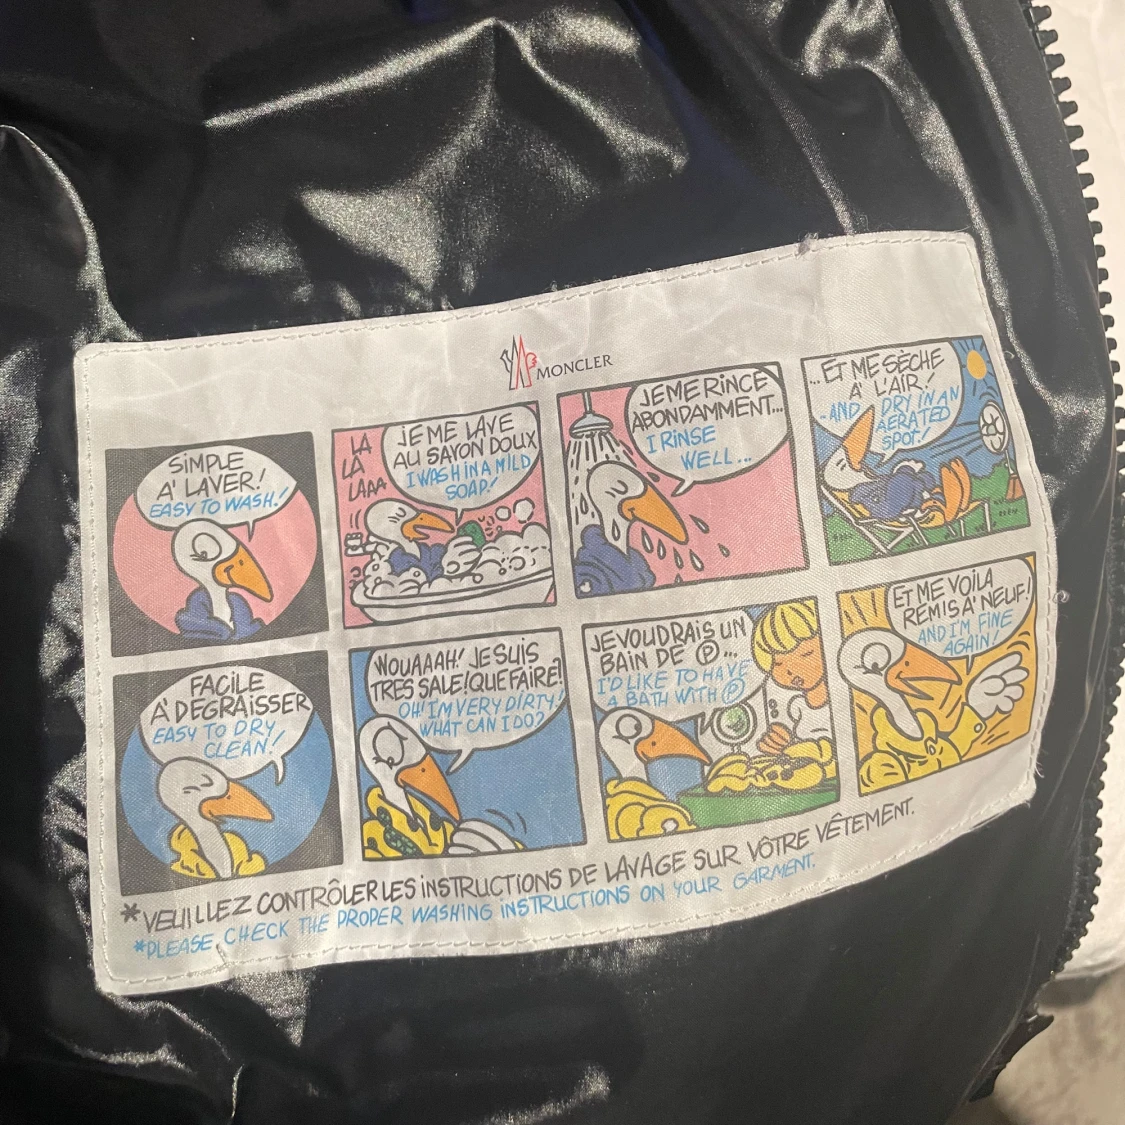 MONCLER
SIMPLE
A' LAVER!
EASY TO WASH!
LA
LA
LAAA
JE ME LAVE
AU SAVON DOUX
I WASH IN A MILD
SOAP!
JE ME RINCE
ABONDAMMENT...
I RINSE
WELL...
...ET ME SÈCHE
A' L'AIR!
..AND DRY IN AN
AERATED
SPOT!
FACILE
A' DEGRAISSER
EASY TO DRY
CLEAN!
WOUAAAH! JE SUIS
TRES SALE! QUE FAIRE?
OH! I'M VERY DIRTY!
WHAT CAN I DO?
JE VOUDRAIS UN
BAIN DE Ⓟ...
I'D LIKE TO HAVE
A BATH WITH Ⓟ
ET ME VOILA
REMIS A' NEUF!
AND I'M FINE
AGAIN!
*VEUILLEZ CONTRÔLER LES INSTRUCTIONS DE LAVAGE SUR VÔTRE VÊTEMENT.
*PLEASE CHECK THE PROPER WASHING INSTRUCTIONS ON YOUR GARMENT.